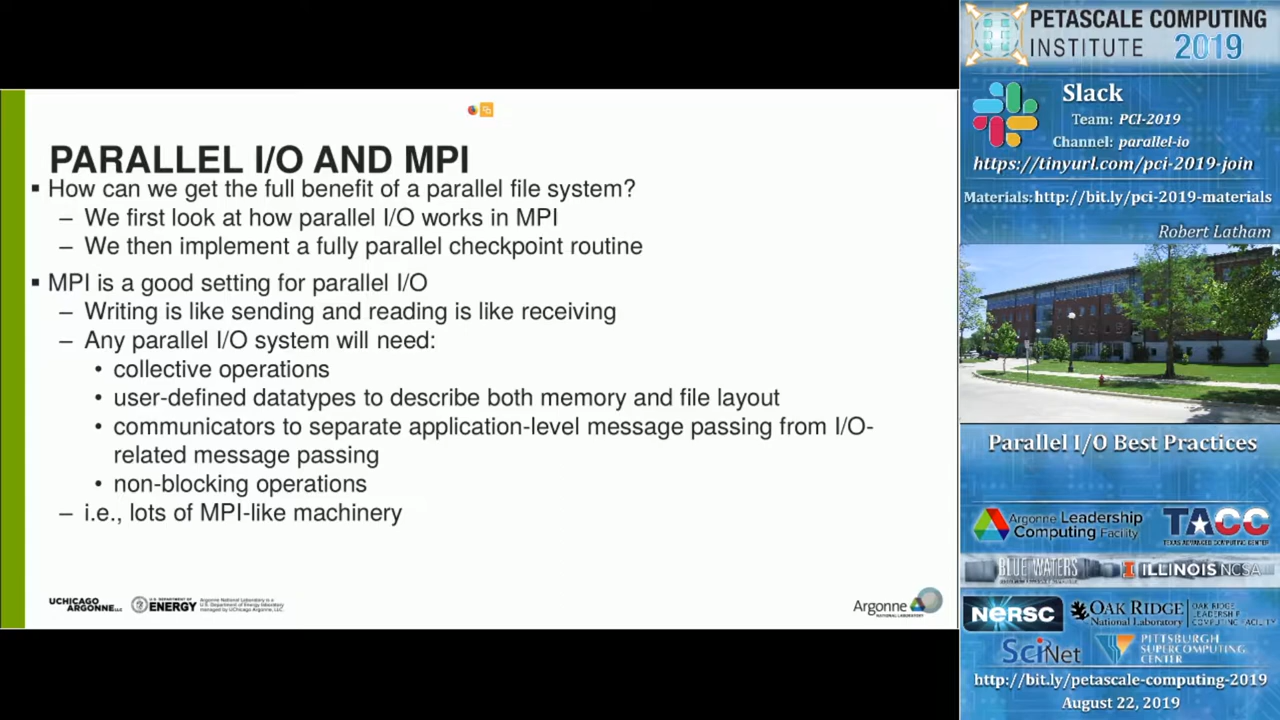 PARALLEL I/O AND MPI
▪ How can we get the full benefit of a parallel file system?
– We first look at how parallel I/O works in MPI
– We then implement a fully parallel checkpoint routine
▪ MPI is a good setting for parallel I/O
– Writing is like sending and reading is like receiving
– Any parallel I/O system will need:
• collective operations
• user-defined datatypes to describe both memory and file layout
• communicators to separate application-level message passing from I/O-
related message passing
• non-blocking operations
– i.e., lots of MPI-like machinery
UCHICAGO
ARGONNE LLC
U.S. DEPARTMENT OF
ENERGY
Argonne National Laboratory is a
U.S. Department of Energy laboratory
managed by UChicago Argonne, LLC.
Argonne
NATIONAL LABORATORY
PETASCALE COMPUTING
INSTITUTE 2019
Slack
Team: PCI-2019
Channel: parallel-io
https://tinyurl.com/pci-2019-join
Materials:http://bit.ly/pci-2019-materials
Robert Latham
Parallel I/O Best Practices
Argonne Leadership
Computing Facility
TACC
TEXAS ADVANCED COMPUTING CENTER
BLUE WATERS
ILLINOIS NCSA
NERSC
OAK RIDGE
National Laboratory
OAK RIDGE
LEADERSHIP
COMPUTING FACILITY
SciNet
PITTSBURGH
SUPERCOMPUTING
CENTER
http://bit.ly/petascale-computing-2019
August 22, 2019